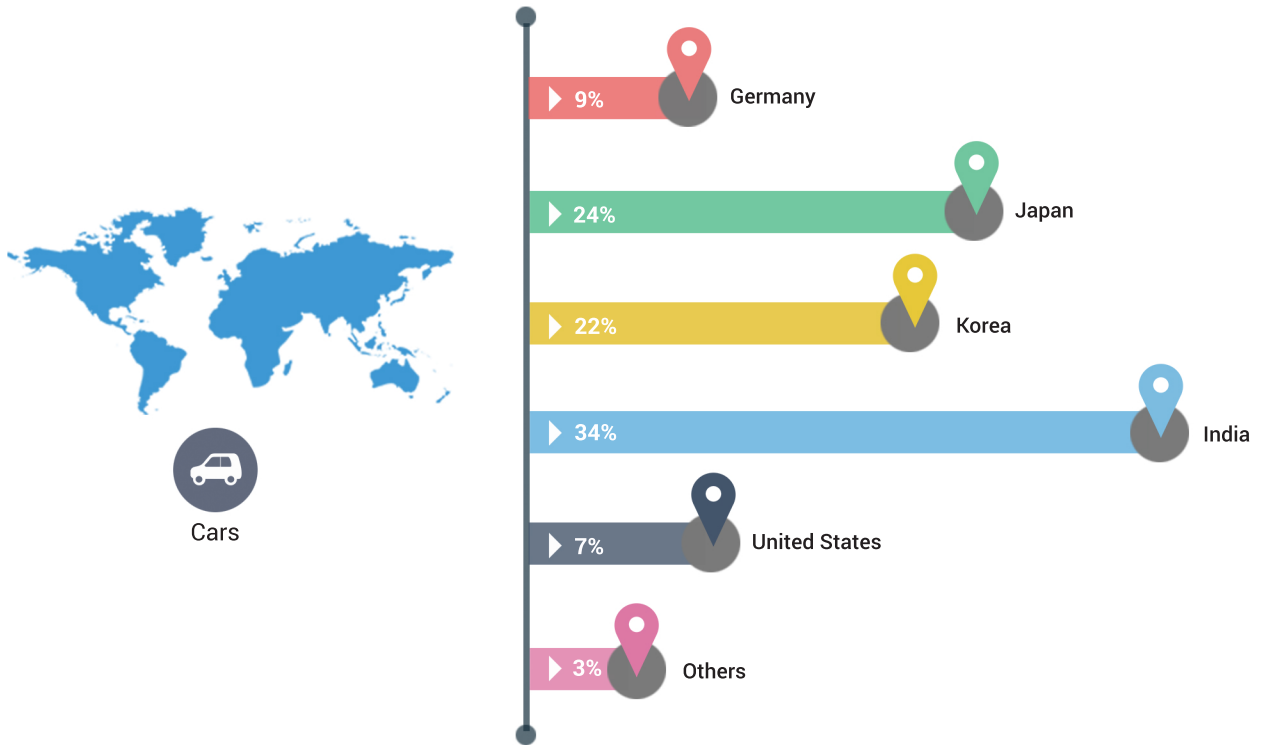 9%
Germany
24%
Japan
22%
Korea
34%
India
Cars
7%
United States
3%
Others